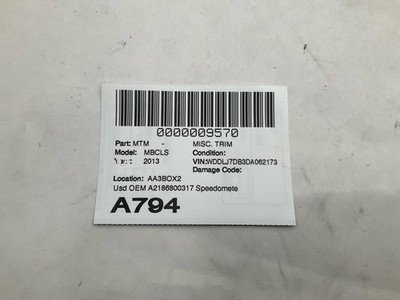 0000009570
Part: MTM - MISC. TRIM
Model: MBCLS Condition:
Year: 2013 VIN:WDDLJ7DB3DA062173
Damage Code:
Location: AA3BOX2
Usd OEM A2186800317 Speedomete
A794